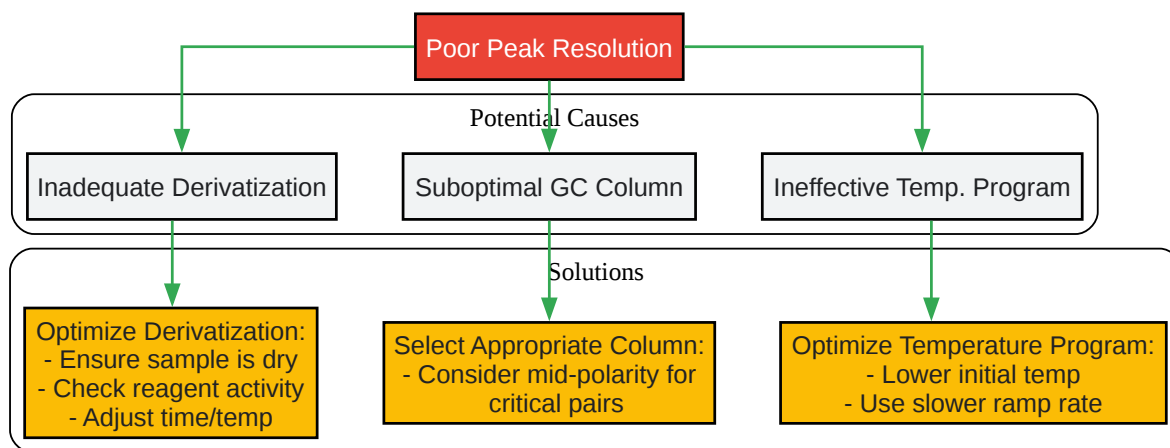 Poor Peak Resolution
Potential Causes
Inadequate Derivatization
Suboptimal GC Column
Ineffective Temp. Program
Solutions
Optimize Derivatization:
- Ensure sample is dry
- Check reagent activity
- Adjust time/temp
Select Appropriate Column:
- Consider mid-polarity for
critical pairs
Optimize Temperature Program:
- Lower initial temp
- Use slower ramp rate